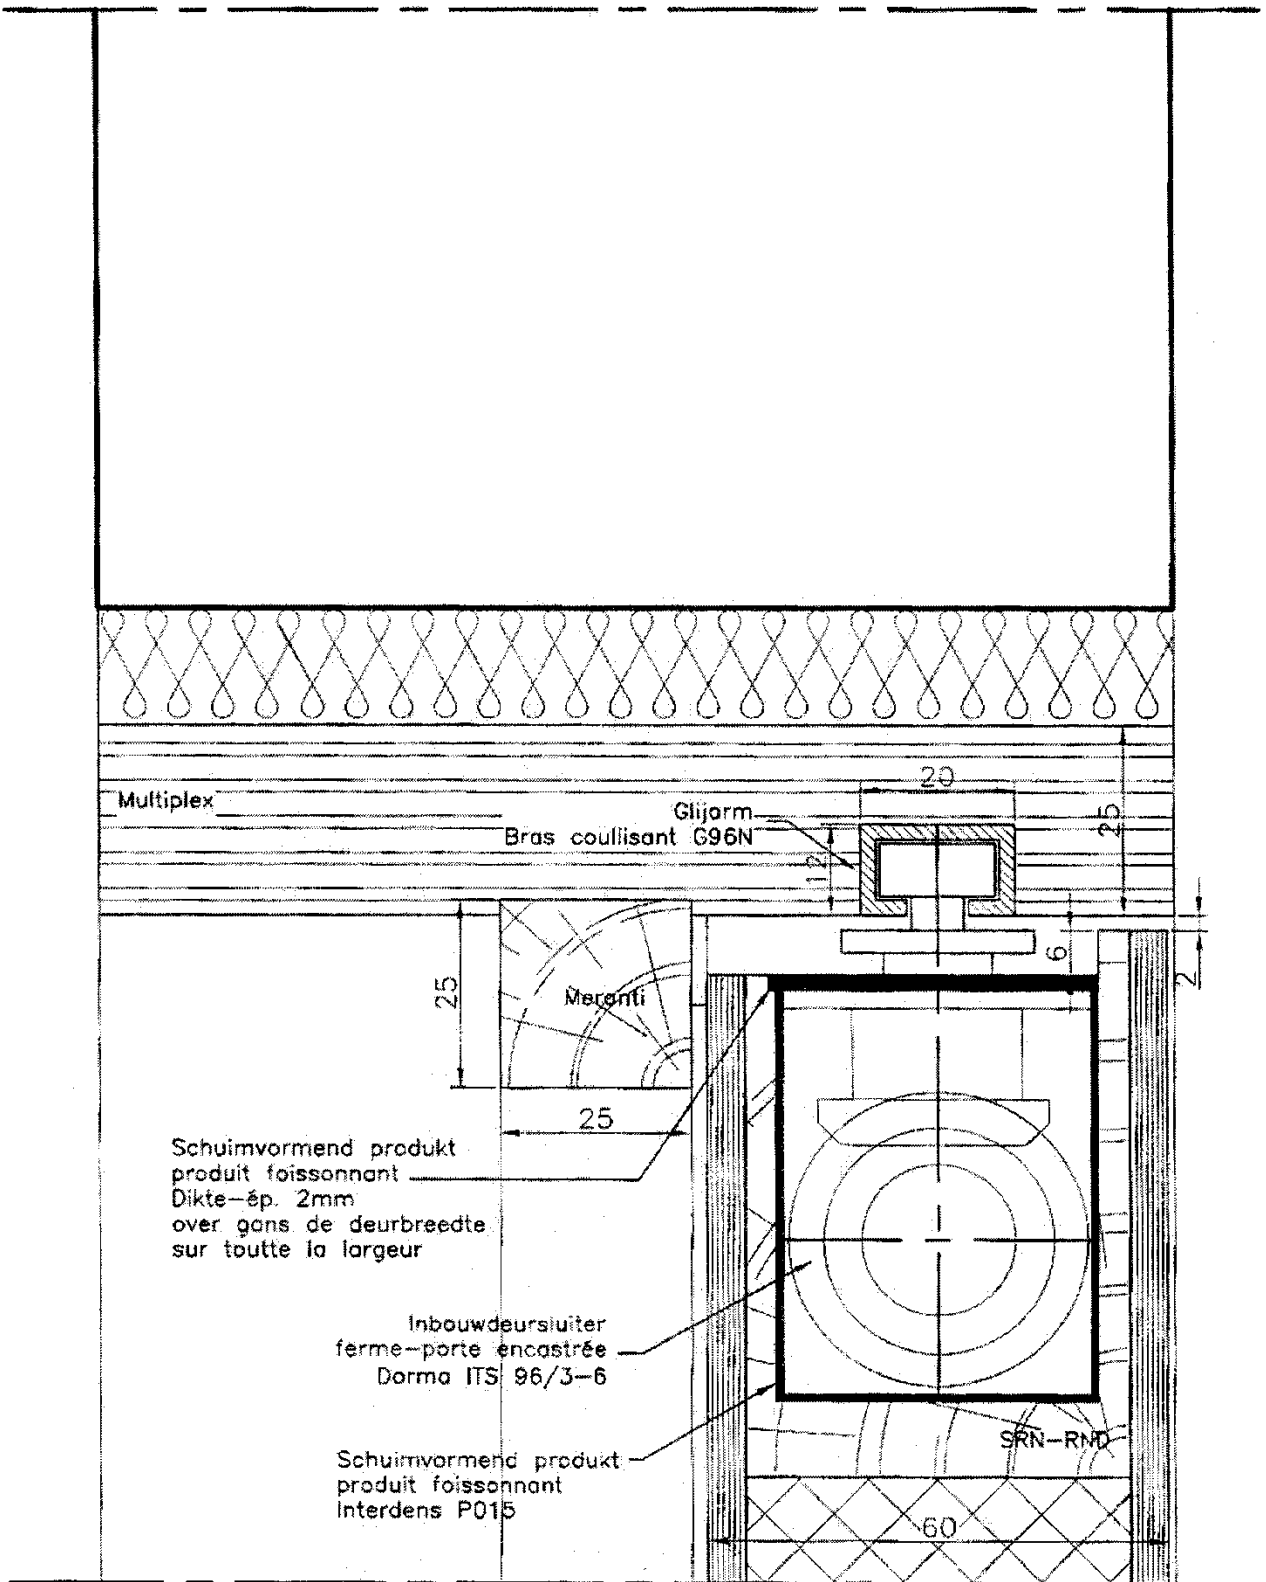 20
Multiplex
25
Glijarm
Bras coullisant G96N
12
6
2
25
Meranti
25
Schuimvormend produkt
produit foissonnant
Dikte-ép. 2mm
over gans de deurbreedte
sur toutte la largeur
Inbouwdeursluiter
ferme-porte encastrée
Dorma ITS 96/3-6
SRN-RND
Schuimvormend produkt
produit foissonnant
Interdens P015
60